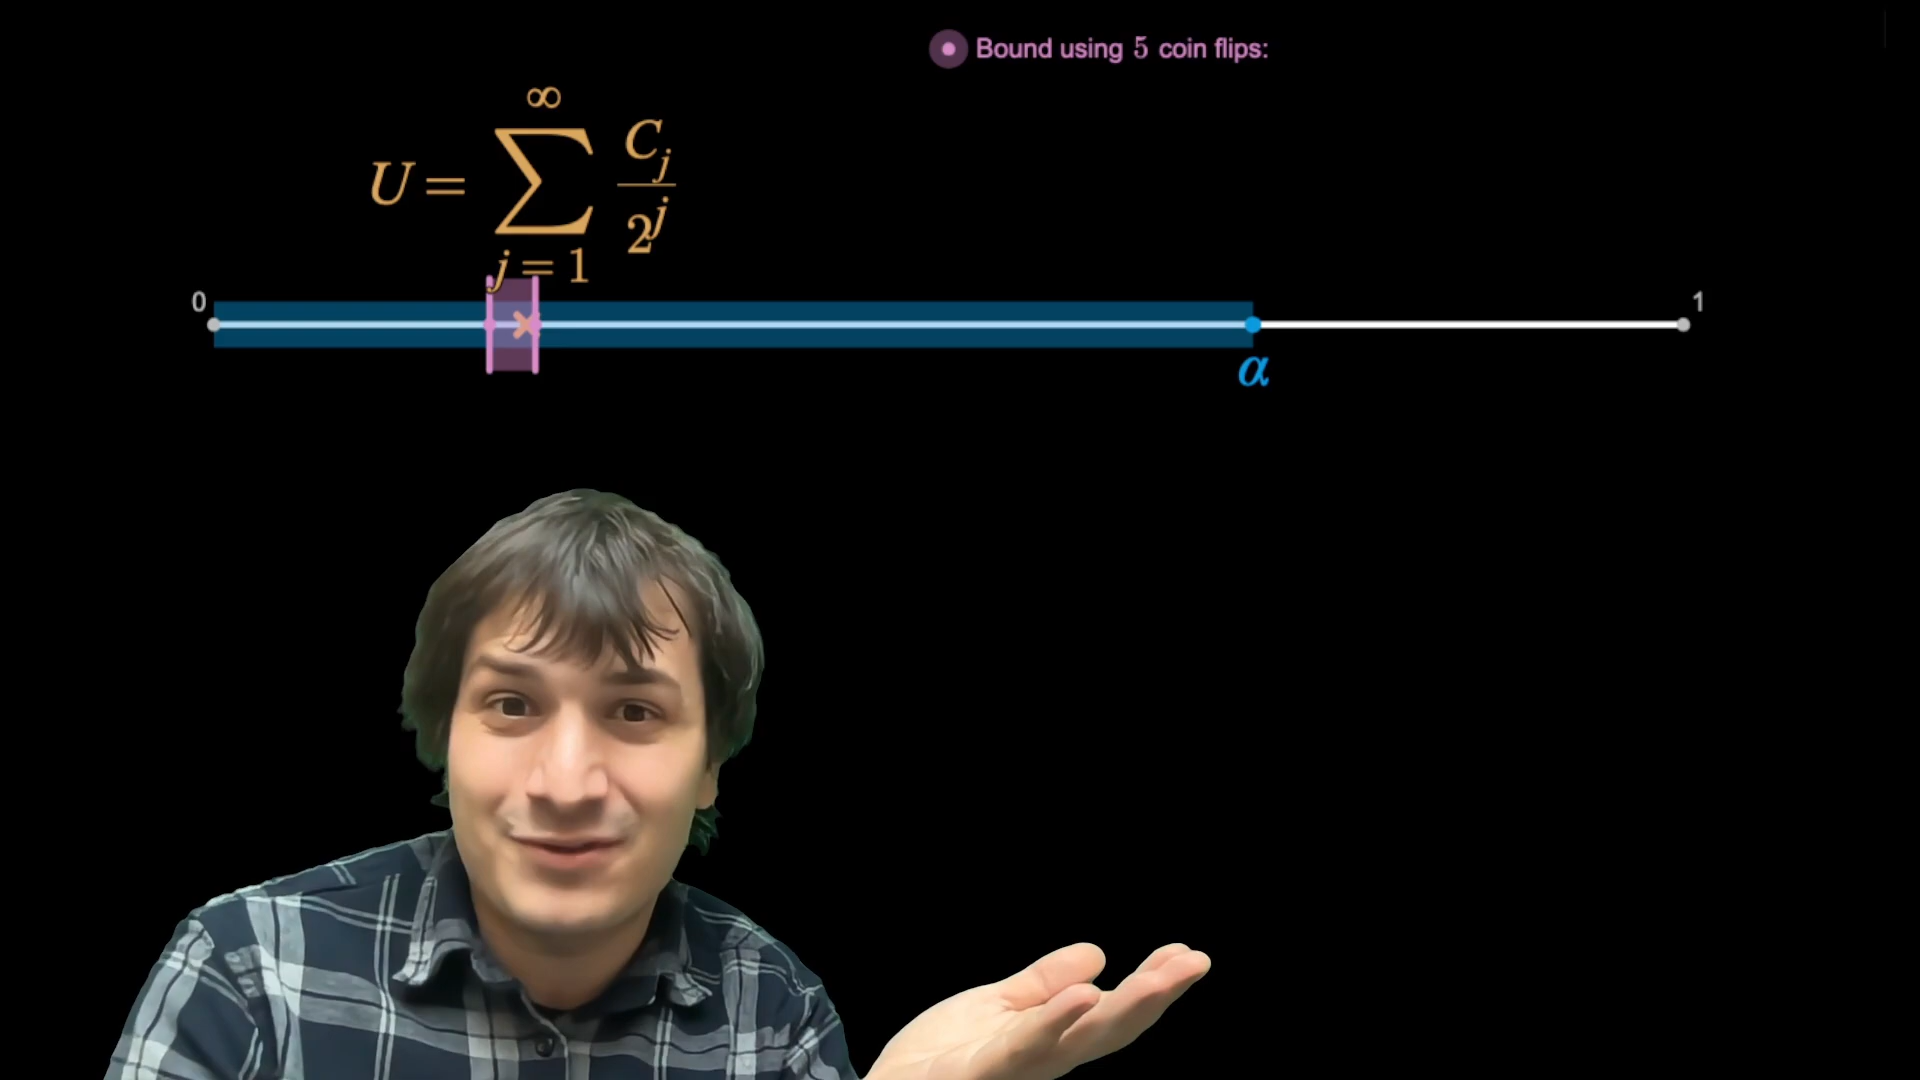 Bound using 5 coin flips:
U = ∑_{j = 1}^{∞} C_j / 2^j
0 1
α